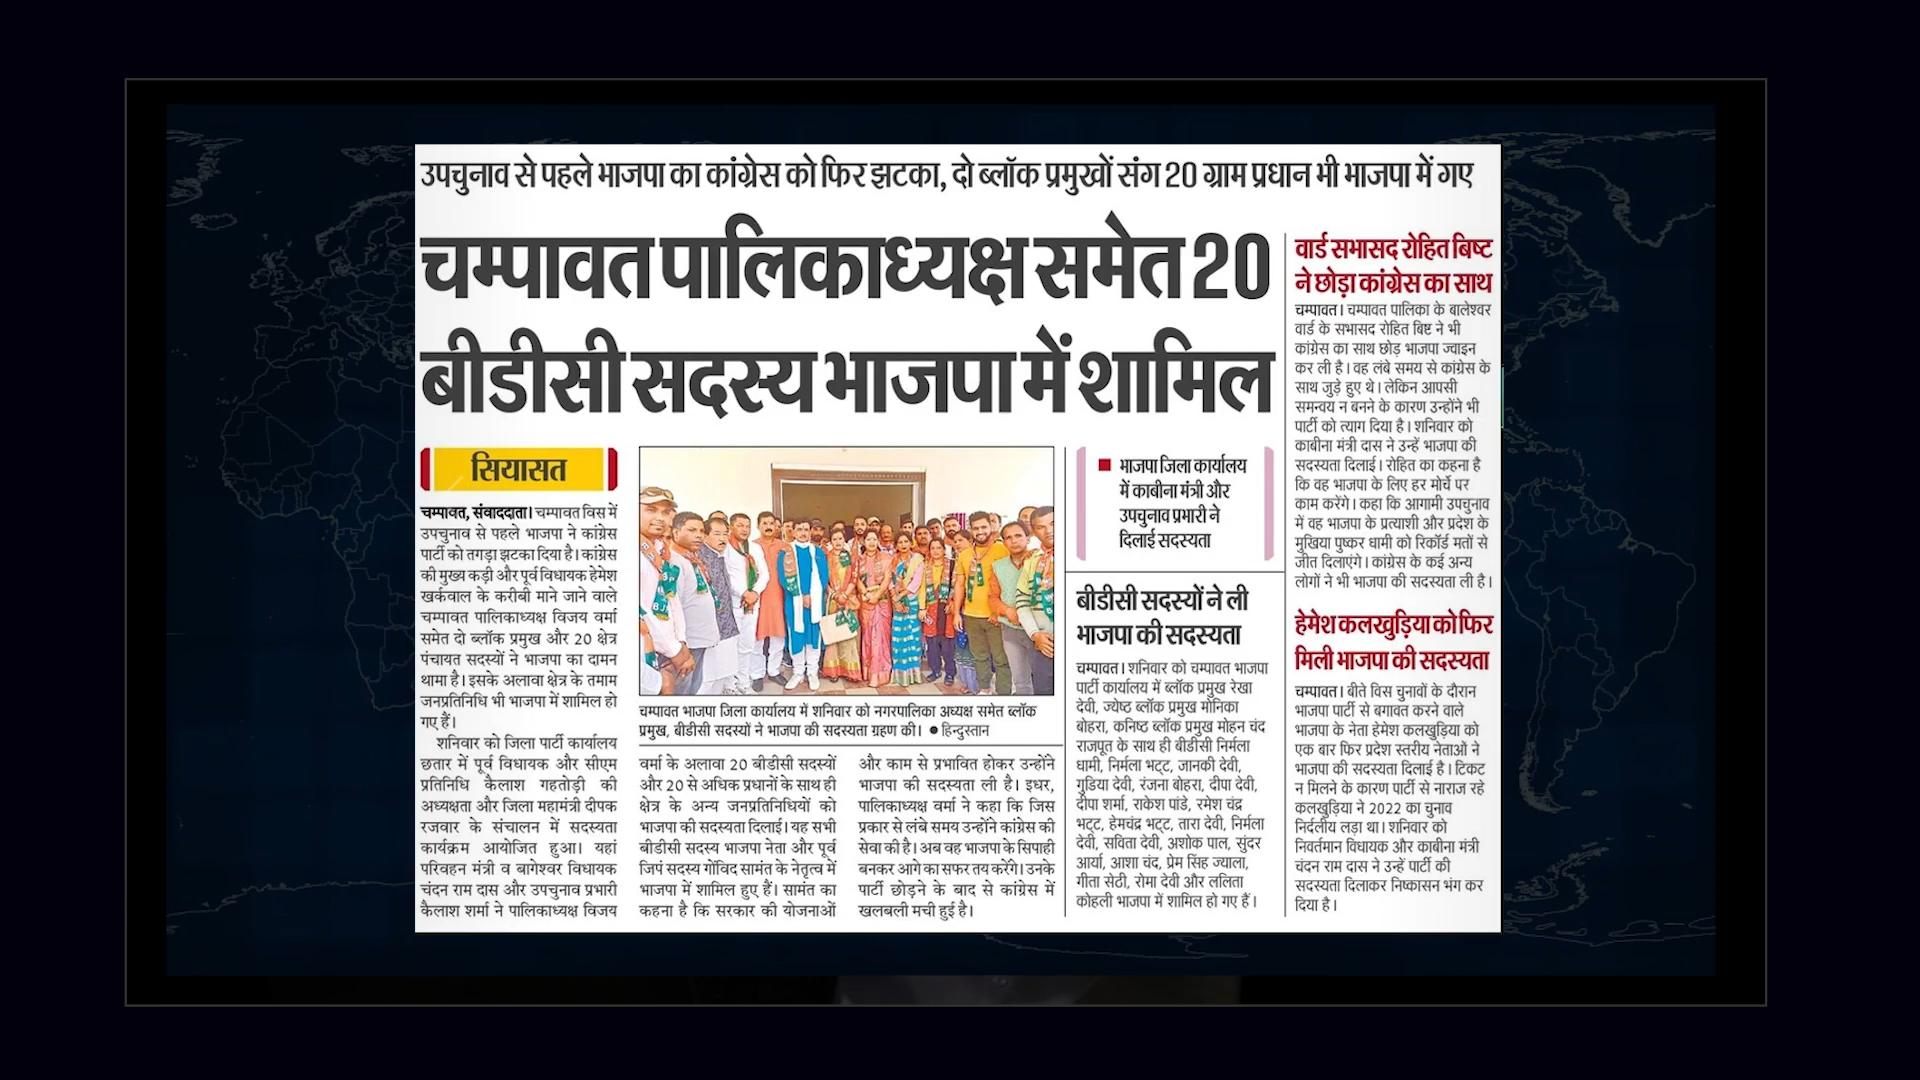 उपचुनाव से पहले भाजपा का कांग्रेस को फिर झटका, दो ब्लॉक प्रमुखों संग 20 ग्राम प्रधान भी भाजपा में गए
चम्पावत पालिकाध्यक्ष समेत 20
बीडीसी सदस्य भाजपा में शामिल
सियासत
चम्पावत, संवाददाता। चम्पावत विस में
उपचुनाव से पहले भाजपा ने कांग्रेस
पार्टी को तगड़ा झटका दिया है। कांग्रेस
की मुख्य कड़ी और पूर्व विधायक हेमेश
खर्कवाल के करीबी माने जाने वाले
चम्पावत पालिकाध्यक्ष विजय वर्मा
समेत दो ब्लॉक प्रमुख और 20 क्षेत्र
पंचायत सदस्यों ने भाजपा का दामन
थामा है। इसके अलावा क्षेत्र के तमाम
जनप्रतिनिधि भी भाजपा में शामिल हो
गए हैं।
शनिवार को जिला पार्टी कार्यालय
छतार में पूर्व विधायक और सीएम
प्रतिनिधि कैलाश गहतोड़ी की
अध्यक्षता और जिला महामंत्री दीपक
रजवार के संचालन में सदस्यता
कार्यक्रम आयोजित हुआ। यहां
परिवहन मंत्री व बागेश्वर विधायक
चंदन राम दास और उपचुनाव प्रभारी
कैलाश शर्मा ने पालिकाध्यक्ष विजय
चम्पावत भाजपा जिला कार्यालय में शनिवार को नगरपालिका अध्यक्ष समेत ब्लॉक
प्रमुख, बीडीसी सदस्यों ने भाजपा की सदस्यता ग्रहण की। ● हिन्दुस्तान
वर्मा के अलावा 20 बीडीसी सदस्यों
और 20 से अधिक प्रधानों के साथ ही
क्षेत्र के अन्य जनप्रतिनिधियों को
भाजपा की सदस्यता दिलाई। यह सभी
बीडीसी सदस्य भाजपा नेता और पूर्व
जिपं सदस्य गोंविद सामंत के नेतृत्व में
भाजपा में शामिल हुए हैं। सामंत का
कहना है कि सरकार की योजनाओं
और काम से प्रभावित होकर उन्होंने
भाजपा की सदस्यता ली है। इधर,
पालिकाध्यक्ष वर्मा ने कहा कि जिस
प्रकार से लंबे समय उन्होंने कांग्रेस की
सेवा की है। अब वह भाजपा के सिपाही
बनकर आगे का सफर तय करेंगे। उनके
पार्टी छोड़ने के बाद से कांग्रेस में
खलबली मची हुई है।
भाजपा जिला कार्यालय
में काबीना मंत्री और
उपचुनाव प्रभारी ने
दिलाई सदस्यता
बीडीसी सदस्यों ने ली
भाजपा की सदस्यता
चम्पावत। शनिवार को चम्पावत भाजपा
पार्टी कार्यालय में ब्लॉक प्रमुख रेखा
देवी, ज्येष्ठ ब्लॉक प्रमुख मोनिका
बोहरा, कनिष्ट ब्लॉक प्रमुख मोहन चंद
राजपूत के साथ ही बीडीसी निर्मला
धामी, निर्मला भट्ट, जानकी देवी,
गुडिया देवी, रंजना बोहरा, दीपा देवी,
दीपा शर्मा, राकेश पांडे, रमेश चंद्र
भट्ट, हेमचंद्र भट्ट, तारा देवी, निर्मला
देवी, सविता देवी, अशोक पाल, सुंदर
आर्या, आशा चंद, प्रेम सिंह ज्याला,
गीता सेठी, रोमा देवी और ललिता
कोहली भाजपा में शामिल हो गए हैं।
वार्ड सभासद रोहित बिष्ट
ने छोड़ा कांग्रेस का साथ
चम्पावत। चम्पावत पालिका के बालेश्वर
वार्ड के सभासद रोहित बिष्ट ने भी
कांग्रेस का साथ छोड़ भाजपा ज्वाइन
कर ली है। वह लंबे समय से कांग्रेस के
साथ जुड़े हुए थे। लेकिन आपसी
समन्वय न बनने के कारण उन्होंने भी
पार्टी को त्याग दिया है। शनिवार को
काबीना मंत्री दास ने उन्हें भाजपा की
सदस्यता दिलाई। रोहित का कहना है
कि वह भाजपा के लिए हर मोर्चे पर
काम करेंगे। कहा कि आगामी उपचुनाव
में वह भाजपा के प्रत्याशी और प्रदेश के
मुखिया पुष्कर धामी को रिकॉर्ड मतों से
जीत दिलाएंगे। कांग्रेस के कई अन्य
लोगों ने भी भाजपा की सदस्यता ली है।
हेमेश कलखुड़िया को फिर
मिली भाजपा की सदस्यता
चम्पावत। बीते विस चुनावों के दौरान
भाजपा पार्टी से बगावत करने वाले
भाजपा के नेता हेमेश कलखुड़िया को
एक बार फिर प्रदेश स्तरीय नेताओं ने
भाजपा की सदस्यता दिलाई है। टिकट
न मिलने के कारण पार्टी से नाराज रहे
कलखुड़िया ने 2022 का चुनाव
निर्दलीय लड़ा था। शनिवार को
निवर्तमान विधायक और काबीना मंत्री
चंदन राम दास ने उन्हें पार्टी की
सदस्यता दिलाकर निष्कासन भंग कर
दिया है।